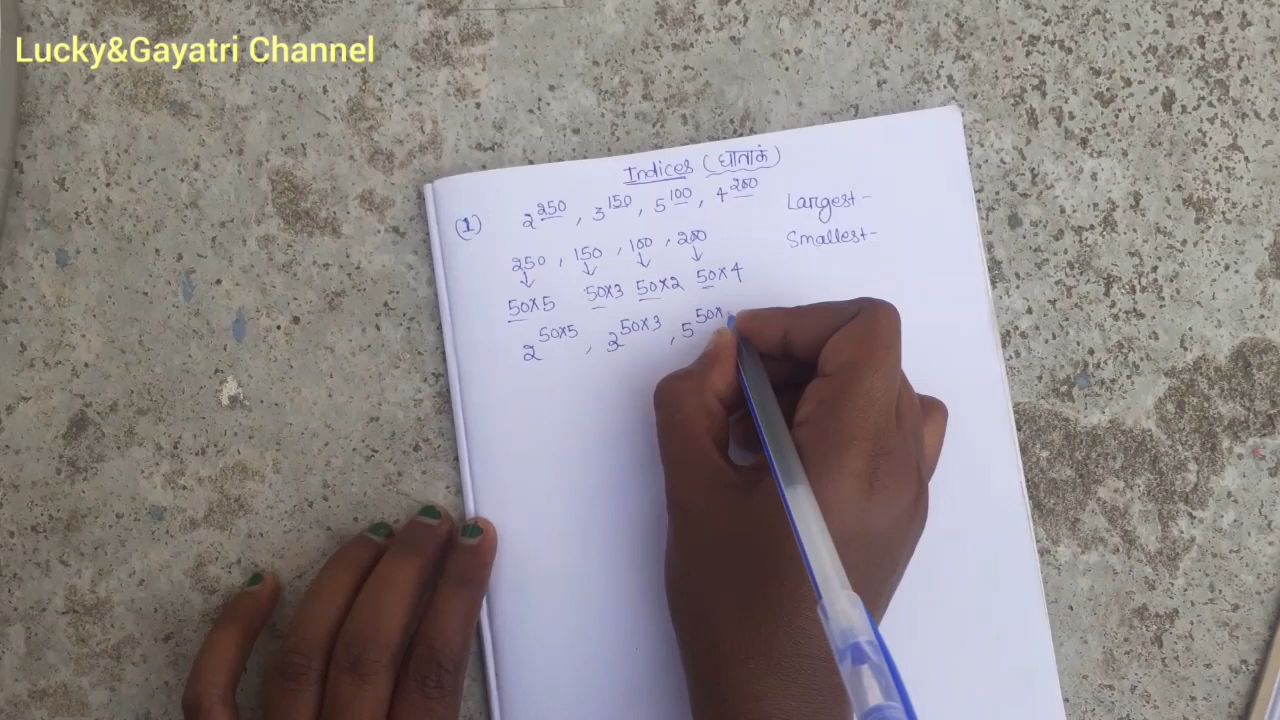 Lucky&Gayatri Channel
Indices (घातांक)
(1) 2^250, 3^150, 5^100, 4^200 Largest-
Smallest-
250, 150, 100, 200
↓ ↓ ↓ ↓
50×5 50×3 50×2 50×4
2^50×5, 3^50×3, 5^50×